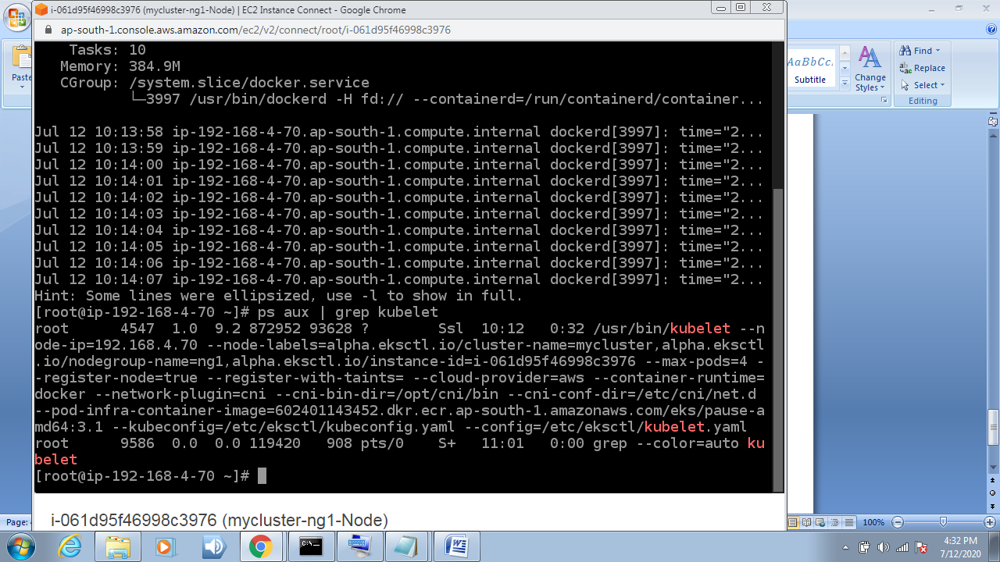 i-061d95f46998c3976 (mycluster-ng1-Node) | EC2 Instance Connect - Google Chrome
ap-south-1.console.aws.amazon.com/ec2/v2/connect/root/i-061d95f46998c3976
Tasks: 10
Memory: 384.9M
CGroup: /system.slice/docker.service
└─3997 /usr/bin/dockerd -H fd:// --containerd=/run/containerd/container...
Jul 12 10:13:58 ip-192-168-4-70.ap-south-1.compute.internal dockerd[3997]: time="2...
Jul 12 10:13:59 ip-192-168-4-70.ap-south-1.compute.internal dockerd[3997]: time="2...
Jul 12 10:14:00 ip-192-168-4-70.ap-south-1.compute.internal dockerd[3997]: time="2...
Jul 12 10:14:01 ip-192-168-4-70.ap-south-1.compute.internal dockerd[3997]: time="2...
Jul 12 10:14:02 ip-192-168-4-70.ap-south-1.compute.internal dockerd[3997]: time="2...
Jul 12 10:14:03 ip-192-168-4-70.ap-south-1.compute.internal dockerd[3997]: time="2...
Jul 12 10:14:04 ip-192-168-4-70.ap-south-1.compute.internal dockerd[3997]: time="2...
Jul 12 10:14:05 ip-192-168-4-70.ap-south-1.compute.internal dockerd[3997]: time="2...
Jul 12 10:14:06 ip-192-168-4-70.ap-south-1.compute.internal dockerd[3997]: time="2...
Jul 12 10:14:07 ip-192-168-4-70.ap-south-1.compute.internal dockerd[3997]: time="2...
Hint: Some lines were ellipsized, use -l to show in full.
[root@ip-192-168-4-70 ~]# ps aux | grep kubelet
root      4547  1.0  9.2 872952 93628 ?        Ssl  10:12   0:32 /usr/bin/kubelet --n
ode-ip=192.168.4.70 --node-labels=alpha.eksctl.io/cluster-name=mycluster,alpha.eksctl
.io/nodegroup-name=ng1,alpha.eksctl.io/instance-id=i-061d95f46998c3976 --max-pods=4 -
-register-node=true --register-with-taints= --cloud-provider=aws --container-runtime=
docker --network-plugin=cni --cni-bin-dir=/opt/cni/bin --cni-conf-dir=/etc/cni/net.d
--pod-infra-container-image=602401143452.dkr.ecr.ap-south-1.amazonaws.com/eks/pause-a
md64:3.1 --kubeconfig=/etc/eksctl/kubeconfig.yaml --config=/etc/eksctl/kubelet.yaml
root      9586  0.0  0.0 119420   908 pts/0    S+   11:01   0:00 grep --color=auto ku
belet
[root@ip-192-168-4-70 ~]#
i-061d95f46998c3976 (mycluster-ng1-Node)
Paste
AaBbCc
Subtitle
Change
Styles
Find
Replace
Select
Editing
Page:
100%
4:32 PM
7/12/2020